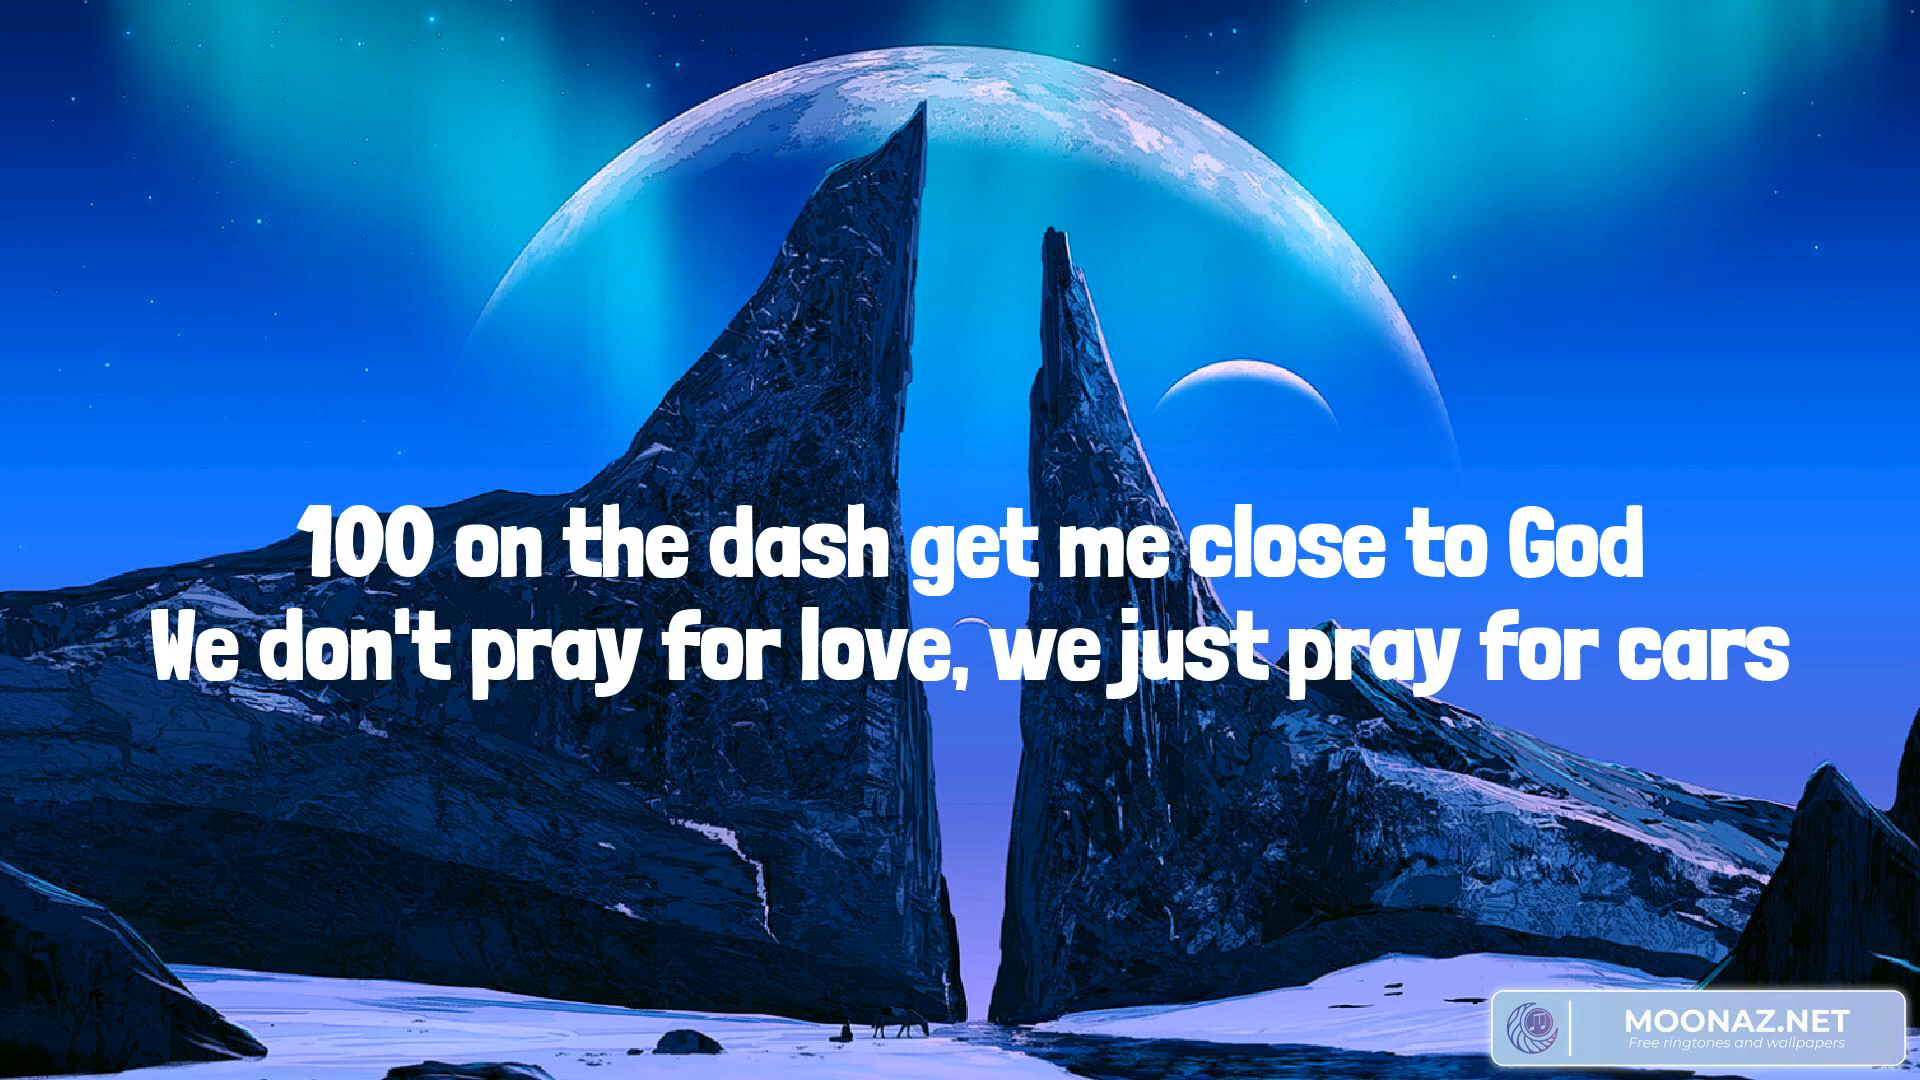 100 on the dash get me close to God
We don't pray for love, we just pray for cars
MOONAZ.NET
Free ringtones and wallpapers